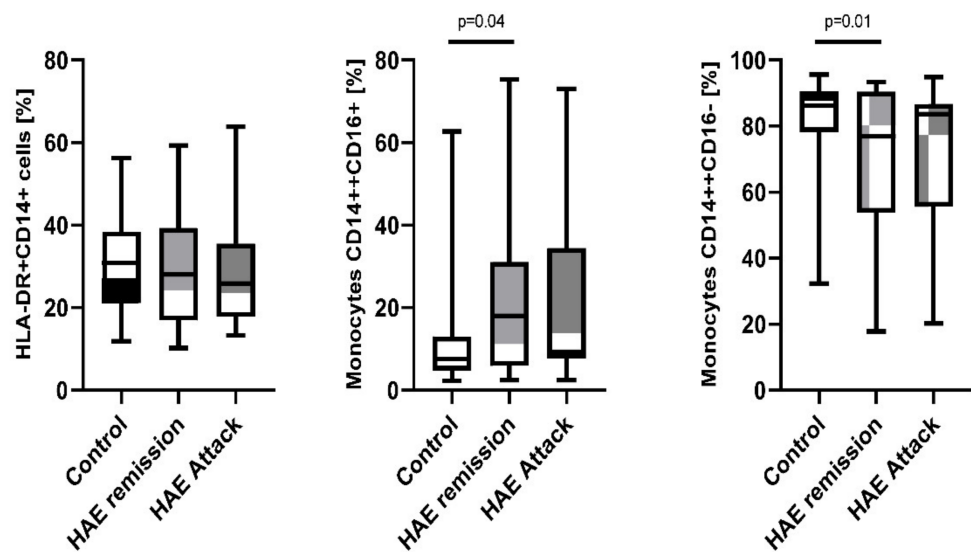 HLA-DR+CD14+ cells [%]
80
60
40
20
0
Control
HAE remission
HAE Attack
p=0.04
Monocytes CD14++CD16+ [%]
80
60
40
20
0
Control
HAE remission
HAE Attack
p=0.01
Monocytes CD14++CD16- [%]
100
80
60
40
20
0
Control
HAE remission
HAE Attack